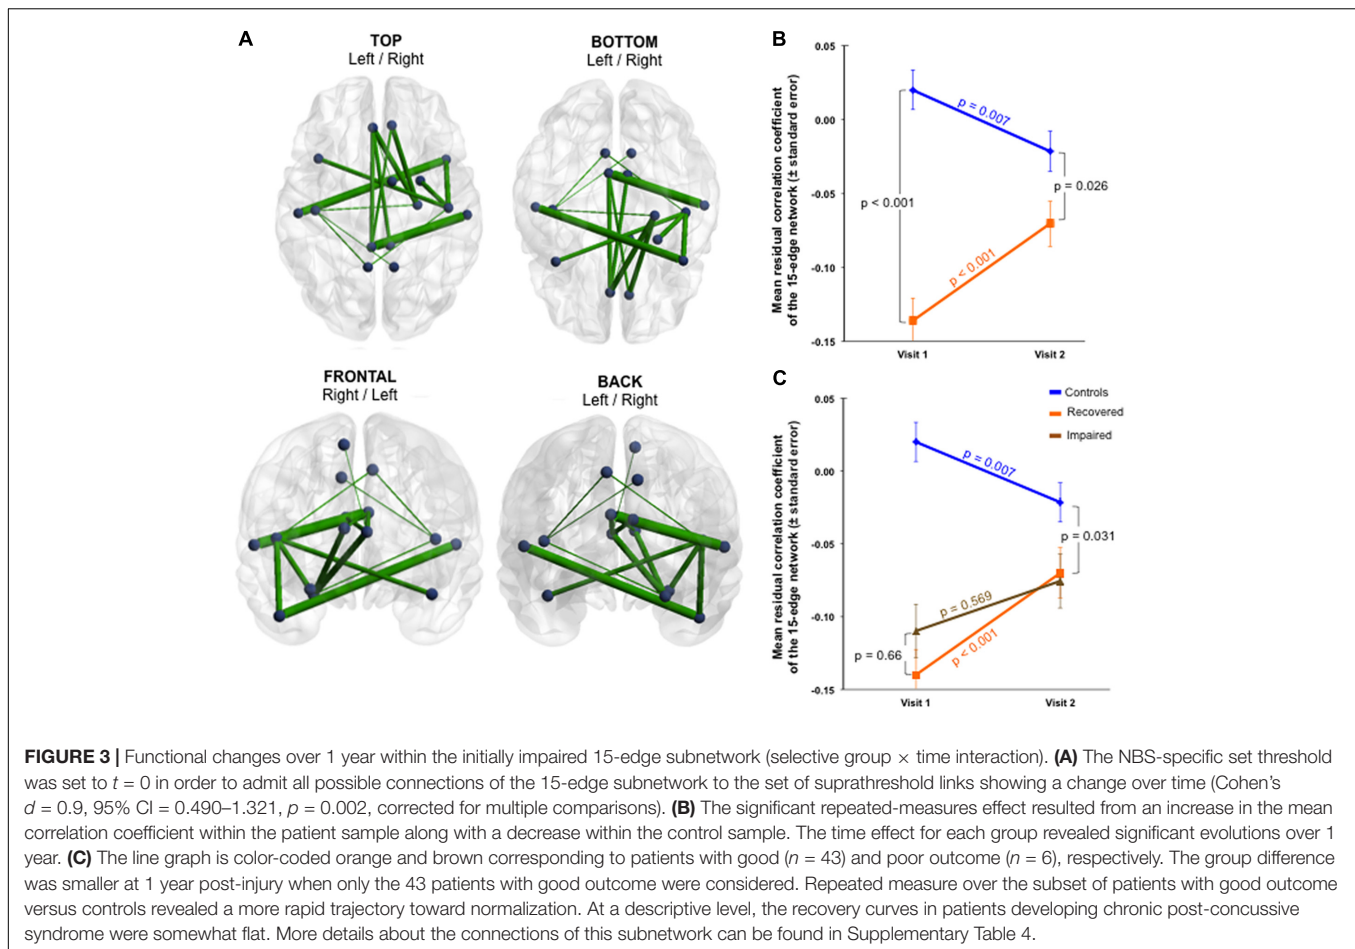 A
TOP
Left / Right
BOTTOM
Left / Right
FRONTAL
Right / Left
BACK
Left / Right
B
Mean residual correlation coefficient
of the 15-edge network (± standard error)
0.05
0.00
-0.05
-0.10
-0.15
p = 0.007
p < 0.001
p = 0.026
p < 0.001
Visit 1
Visit 2
C
Mean residual correlation coefficient
of the 15-edge network (± standard error)
0.05
0.00
-0.05
-0.10
-0.15
Controls
Recovered
Impaired
p = 0.007
p = 0.031
p = 0.569
p = 0.66
p < 0.001
Visit 1
Visit 2
FIGURE 3 | Functional changes over 1 year within the initially impaired 15-edge subnetwork (selective group × time interaction). (A) The NBS-specific set threshold
was set to t = 0 in order to admit all possible connections of the 15-edge subnetwork to the set of suprathreshold links showing a change over time (Cohen's
d = 0.9, 95% CI = 0.490–1.321, p = 0.002, corrected for multiple comparisons). (B) The significant repeated-measures effect resulted from an increase in the mean
correlation coefficient within the patient sample along with a decrease within the control sample. The time effect for each group revealed significant evolutions over 1
year. (C) The line graph is color-coded orange and brown corresponding to patients with good (n = 43) and poor outcome (n = 6), respectively. The group difference
was smaller at 1 year post-injury when only the 43 patients with good outcome were considered. Repeated measure over the subset of patients with good outcome
versus controls revealed a more rapid trajectory toward normalization. At a descriptive level, the recovery curves in patients developing chronic post-concussive
syndrome were somewhat flat. More details about the connections of this subnetwork can be found in Supplementary Table 4.